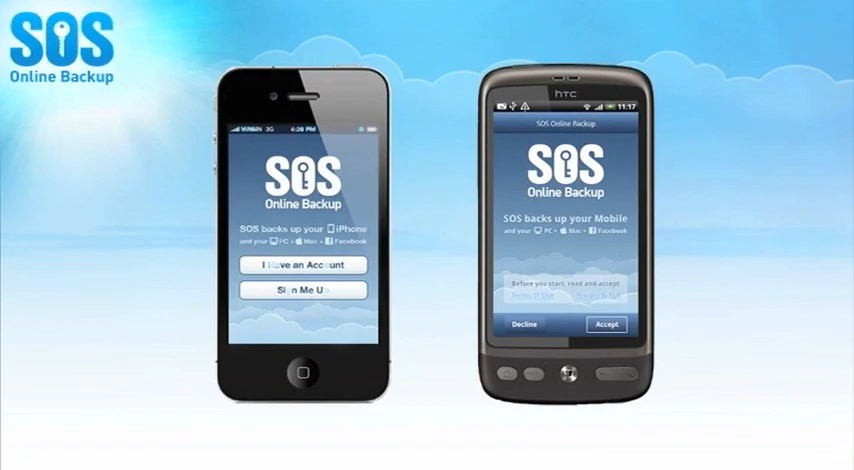 SOS
Online Backup
3G 4:28 PM
SOS
Online Backup
SOS backs up your iPhone
and your PC + Mac + Facebook
I Have an Account
Sign Me Up
hTC
11:17
SOS Online Backup
SOS
Online Backup
SOS backs up your Mobile
and your PC + Mac + Facebook
Before you start, read and accept
Terms of Use Privacy &
Decline Accept